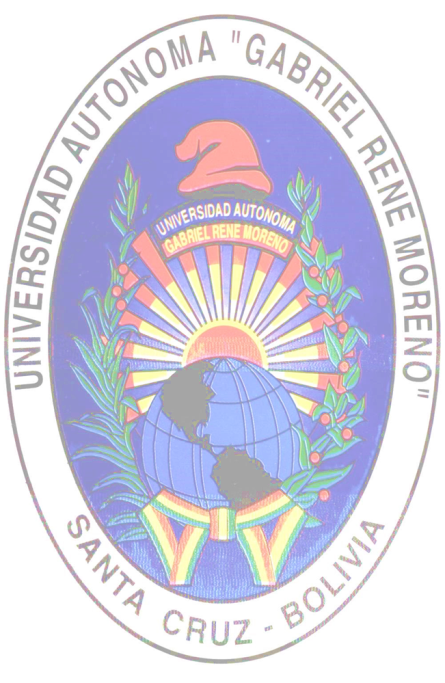 UNIVERSIDAD AUTONOMA "GABRIEL RENE MORENO"
UNIVERSIDAD AUTONOMA
GABRIEL RENE MORENO
SANTA CRUZ - BOLIVIA